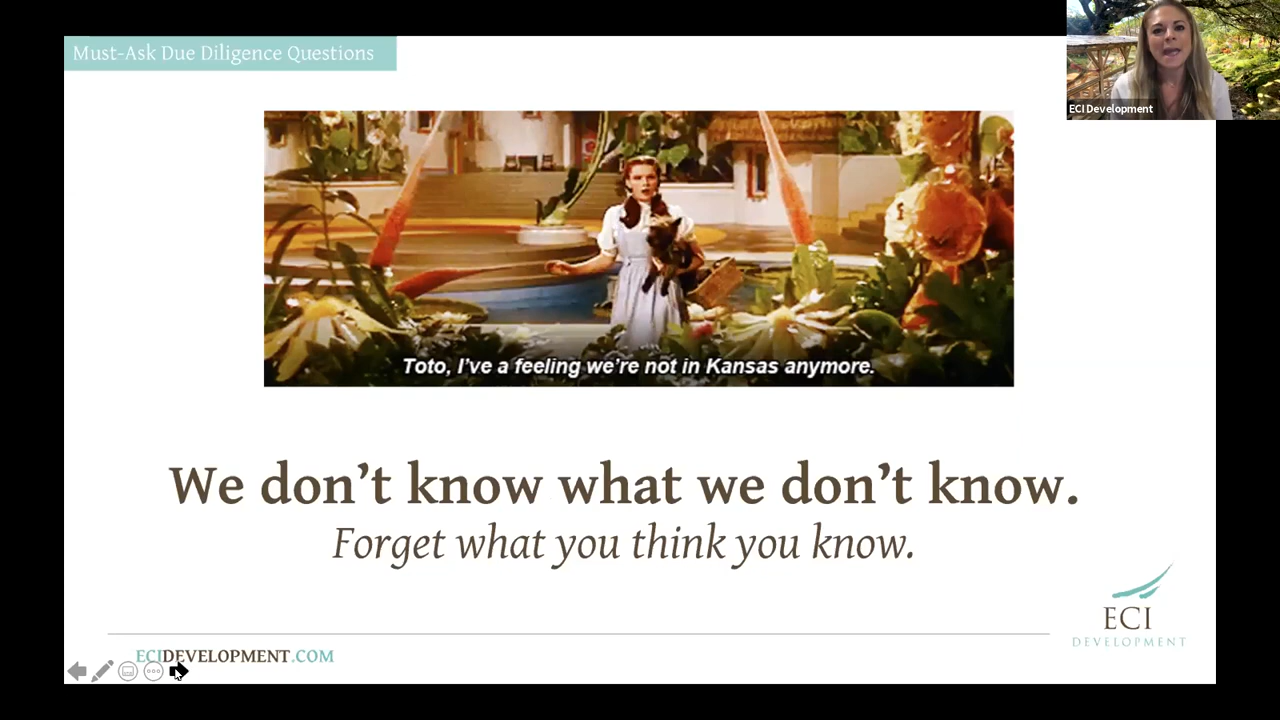 Must-Ask Due Diligence Questions
ECI Development
Toto, I've a feeling we're not in Kansas anymore.
We don't know what we don't know.
Forget what you think you know.
ECI
DEVELOPMENT
ECIDEVELOPMENT.COM